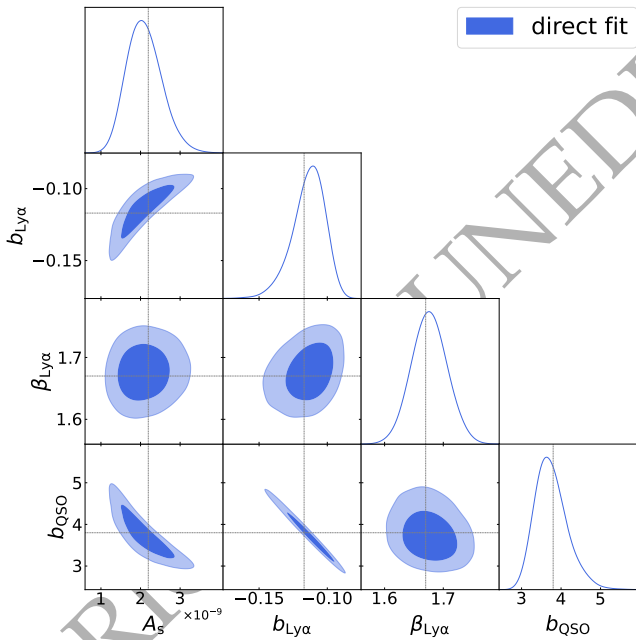 direct fit
−0.10
−0.15
b_Lyα
1.7
1.6
β_Lyα
5
4
3
b_QSO
1 2 3
×10⁻⁹
A_s
−0.15 −0.10
b_Lyα
1.6 1.7
β_Lyα
3 4 5
b_QSO
UNED